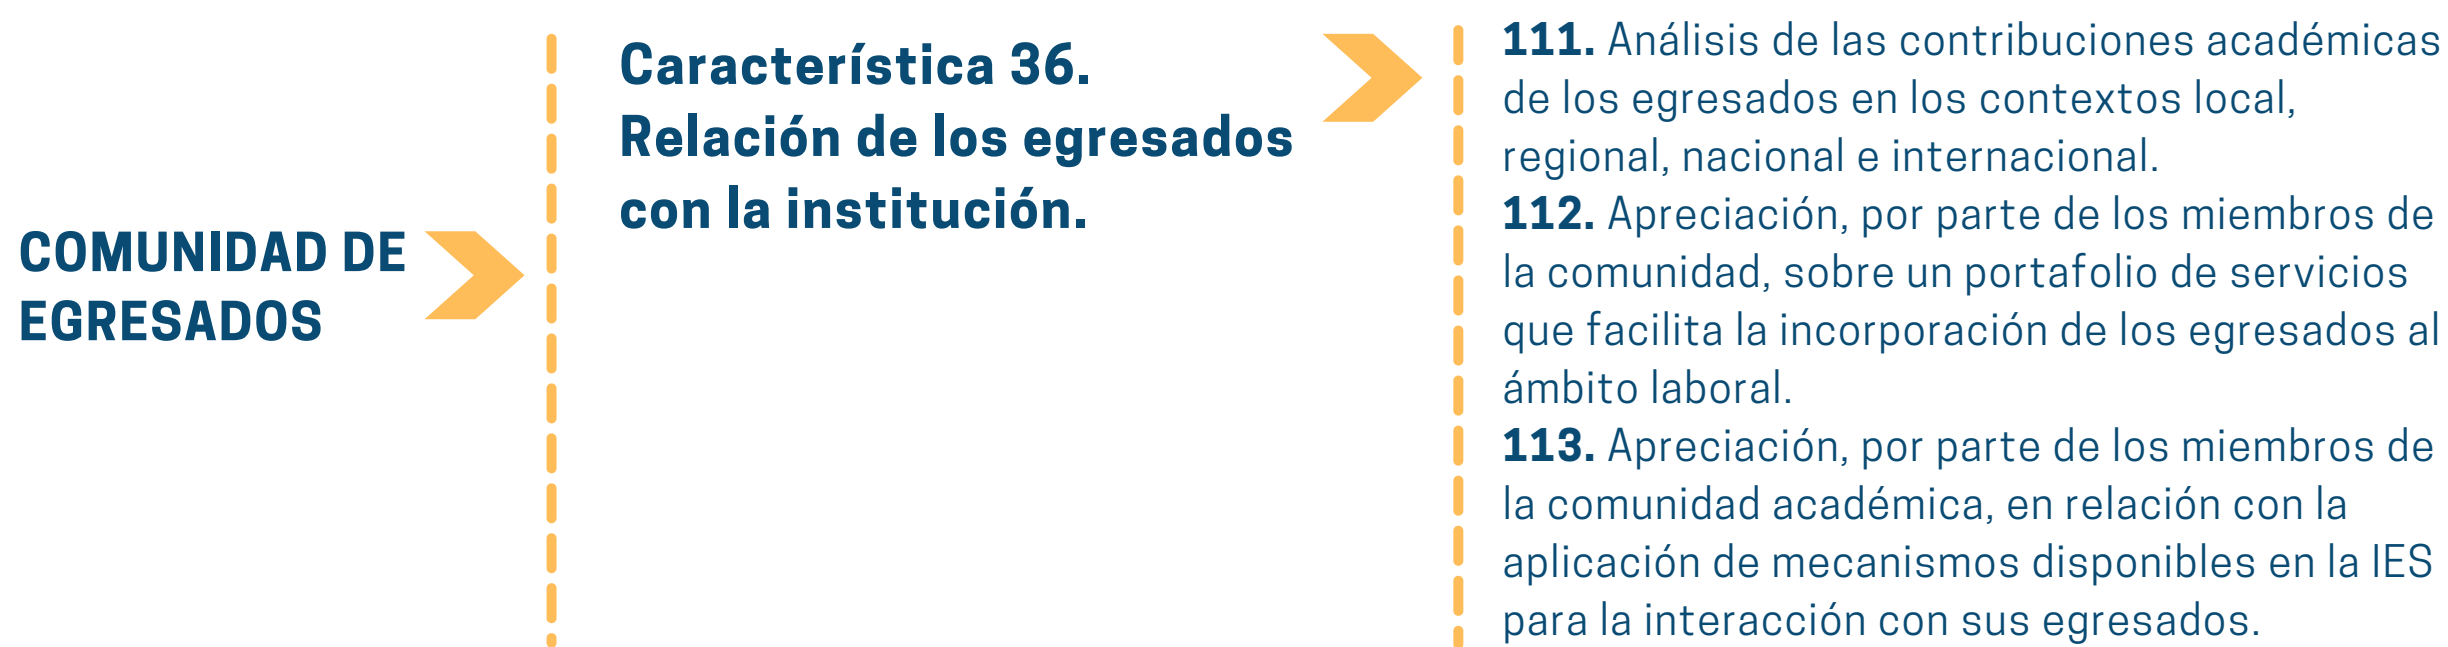 COMUNIDAD DE
EGRESADOS
Característica 36.
Relación de los egresados
con la institución.
111. Análisis de las contribuciones académicas
de los egresados en los contextos local,
regional, nacional e internacional.
112. Apreciación, por parte de los miembros de
la comunidad, sobre un portafolio de servicios
que facilita la incorporación de los egresados al
ámbito laboral.
113. Apreciación, por parte de los miembros de
la comunidad académica, en relación con la
aplicación de mecanismos disponibles en la IES
para la interacción con sus egresados.